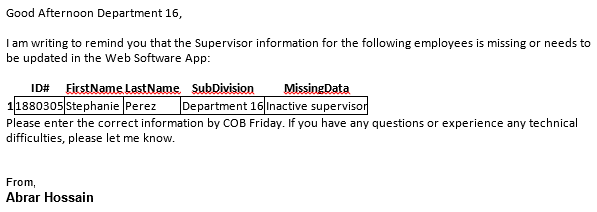 Good Afternoon Department 16,
I am writing to remind you that the Supervisor information for the following employees is missing or needs to
be updated in the Web Software App:
ID# FirstName LastName SubDivision MissingData
1 1880305 Stephanie Perez Department 16 Inactive supervisor
Please enter the correct information by COB Friday. If you have any questions or experience any technical
difficulties, please let me know.
From,
Abrar Hossain